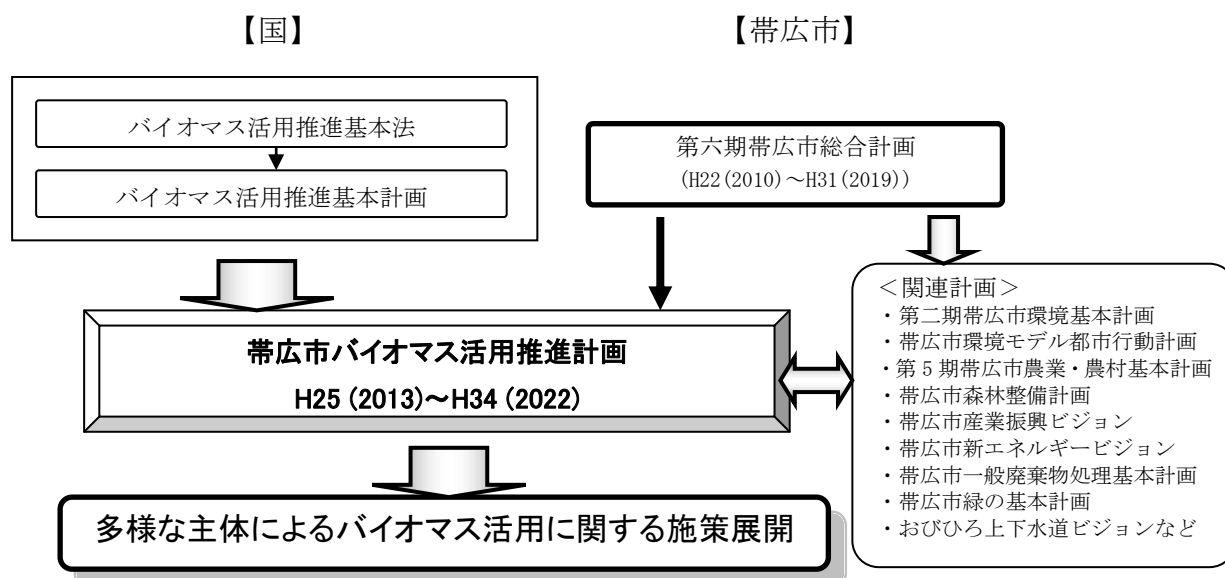 【国】
【帯広市】
バイオマス活用推進基本法
バイオマス活用推進基本計画
第六期帯広市総合計画
(H22(2010)～H31(2019))
＜関連計画＞
・第二期帯広市環境基本計画
・帯広市環境モデル都市行動計画
・第５期帯広市農業・農村基本計画
・帯広市森林整備計画
・帯広市産業振興ビジョン
・帯広市新エネルギービジョン
・帯広市一般廃棄物処理基本計画
・帯広市緑の基本計画
・おびひろ上下水道ビジョンなど
帯広市バイオマス活用推進計画
H25 (2013)～H34 (2022)
多様な主体によるバイオマス活用に関する施策展開